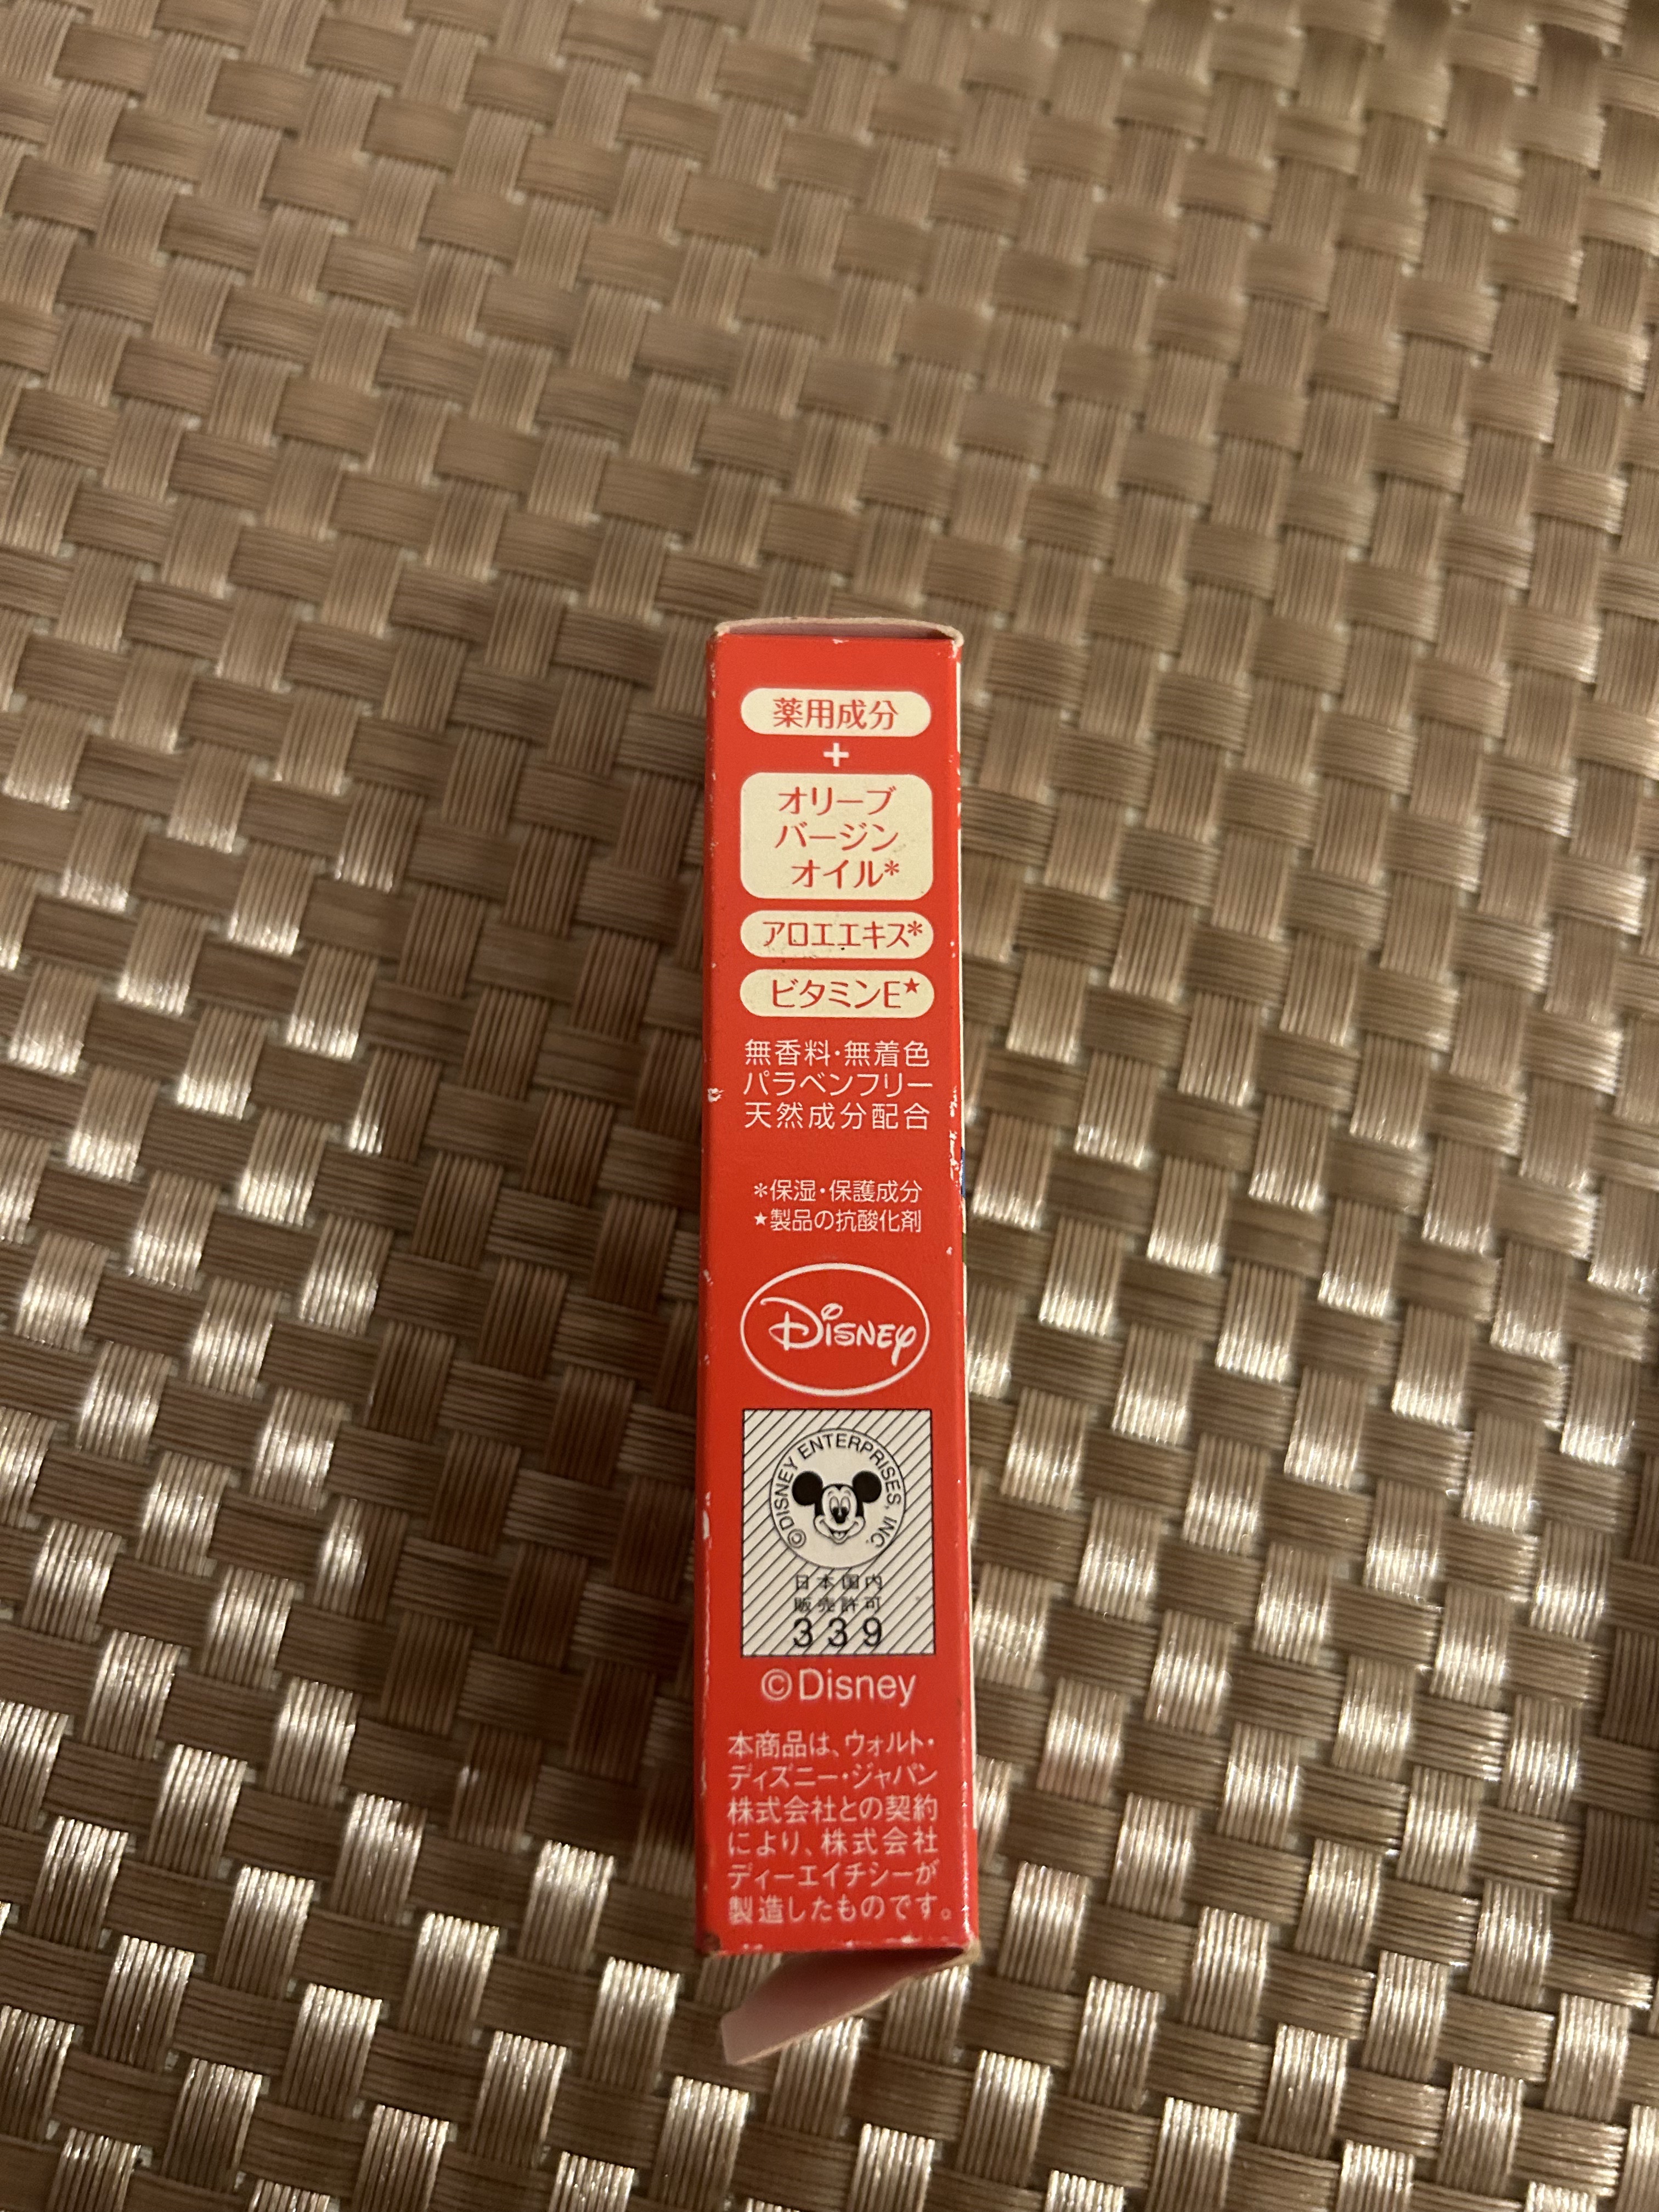 薬用成分
+
オリーブ
バージン
オイル*
アロエエキス*
ビタミンE★
無香料・無着色
パラベンフリー
天然成分配合
*保湿・保護成分
★製品の抗酸化剤
Disney
©DISNEY ENTERPRISES, INC.
日本国内
販売許可
339
©Disney
本商品は、ウォルト・
ディズニー・ジャパン
株式会社との契約
により、株式会社
ディーエイチシーが
製造したものです。